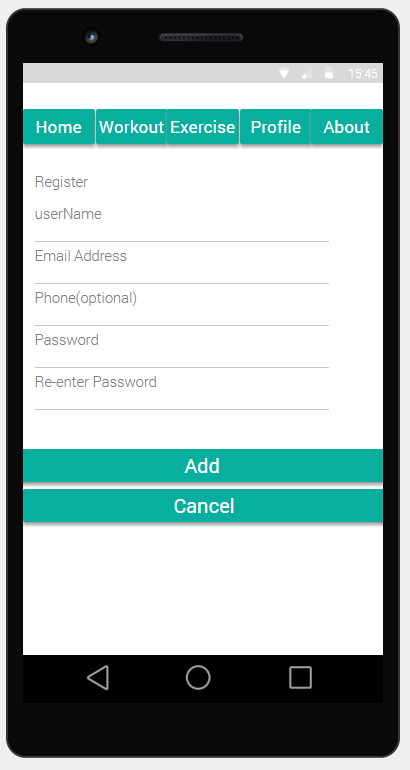 15:45
Home Workout Exercise Profile About
Register
userName
Email Address
Phone(optional)
Password
Re-enter Password
Add
Cancel